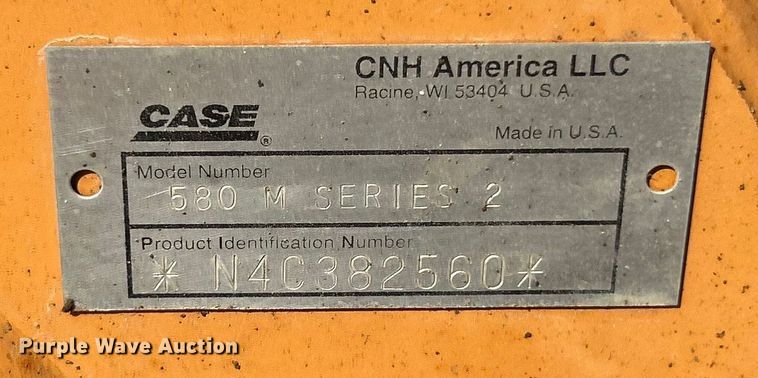 CNH America LLC
Racine, WI 53404 U.S.A.
CASE
®
Made in U.S.A.
Model Number
580 M SERIES 2
Product Identification Number
* N4C382560*
Purple Wave Auction